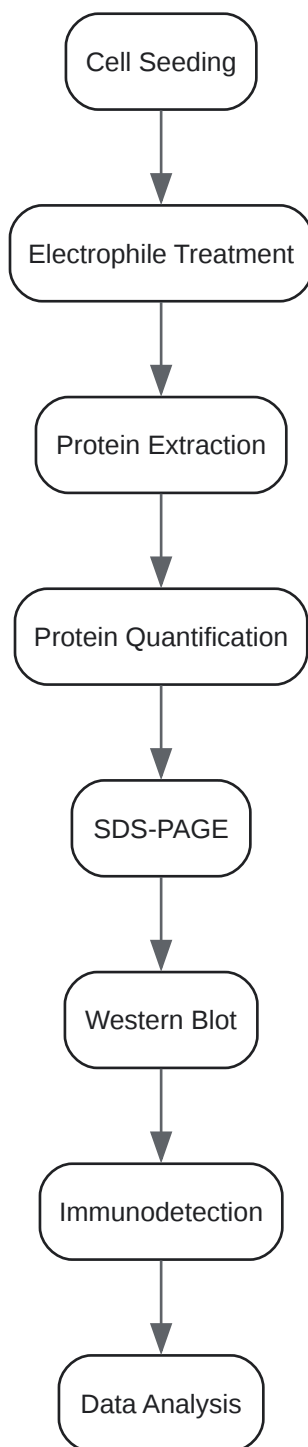 Cell Seeding
Electrophile Treatment
Protein Extraction
Protein Quantification
SDS-PAGE
Western Blot
Immunodetection
Data Analysis